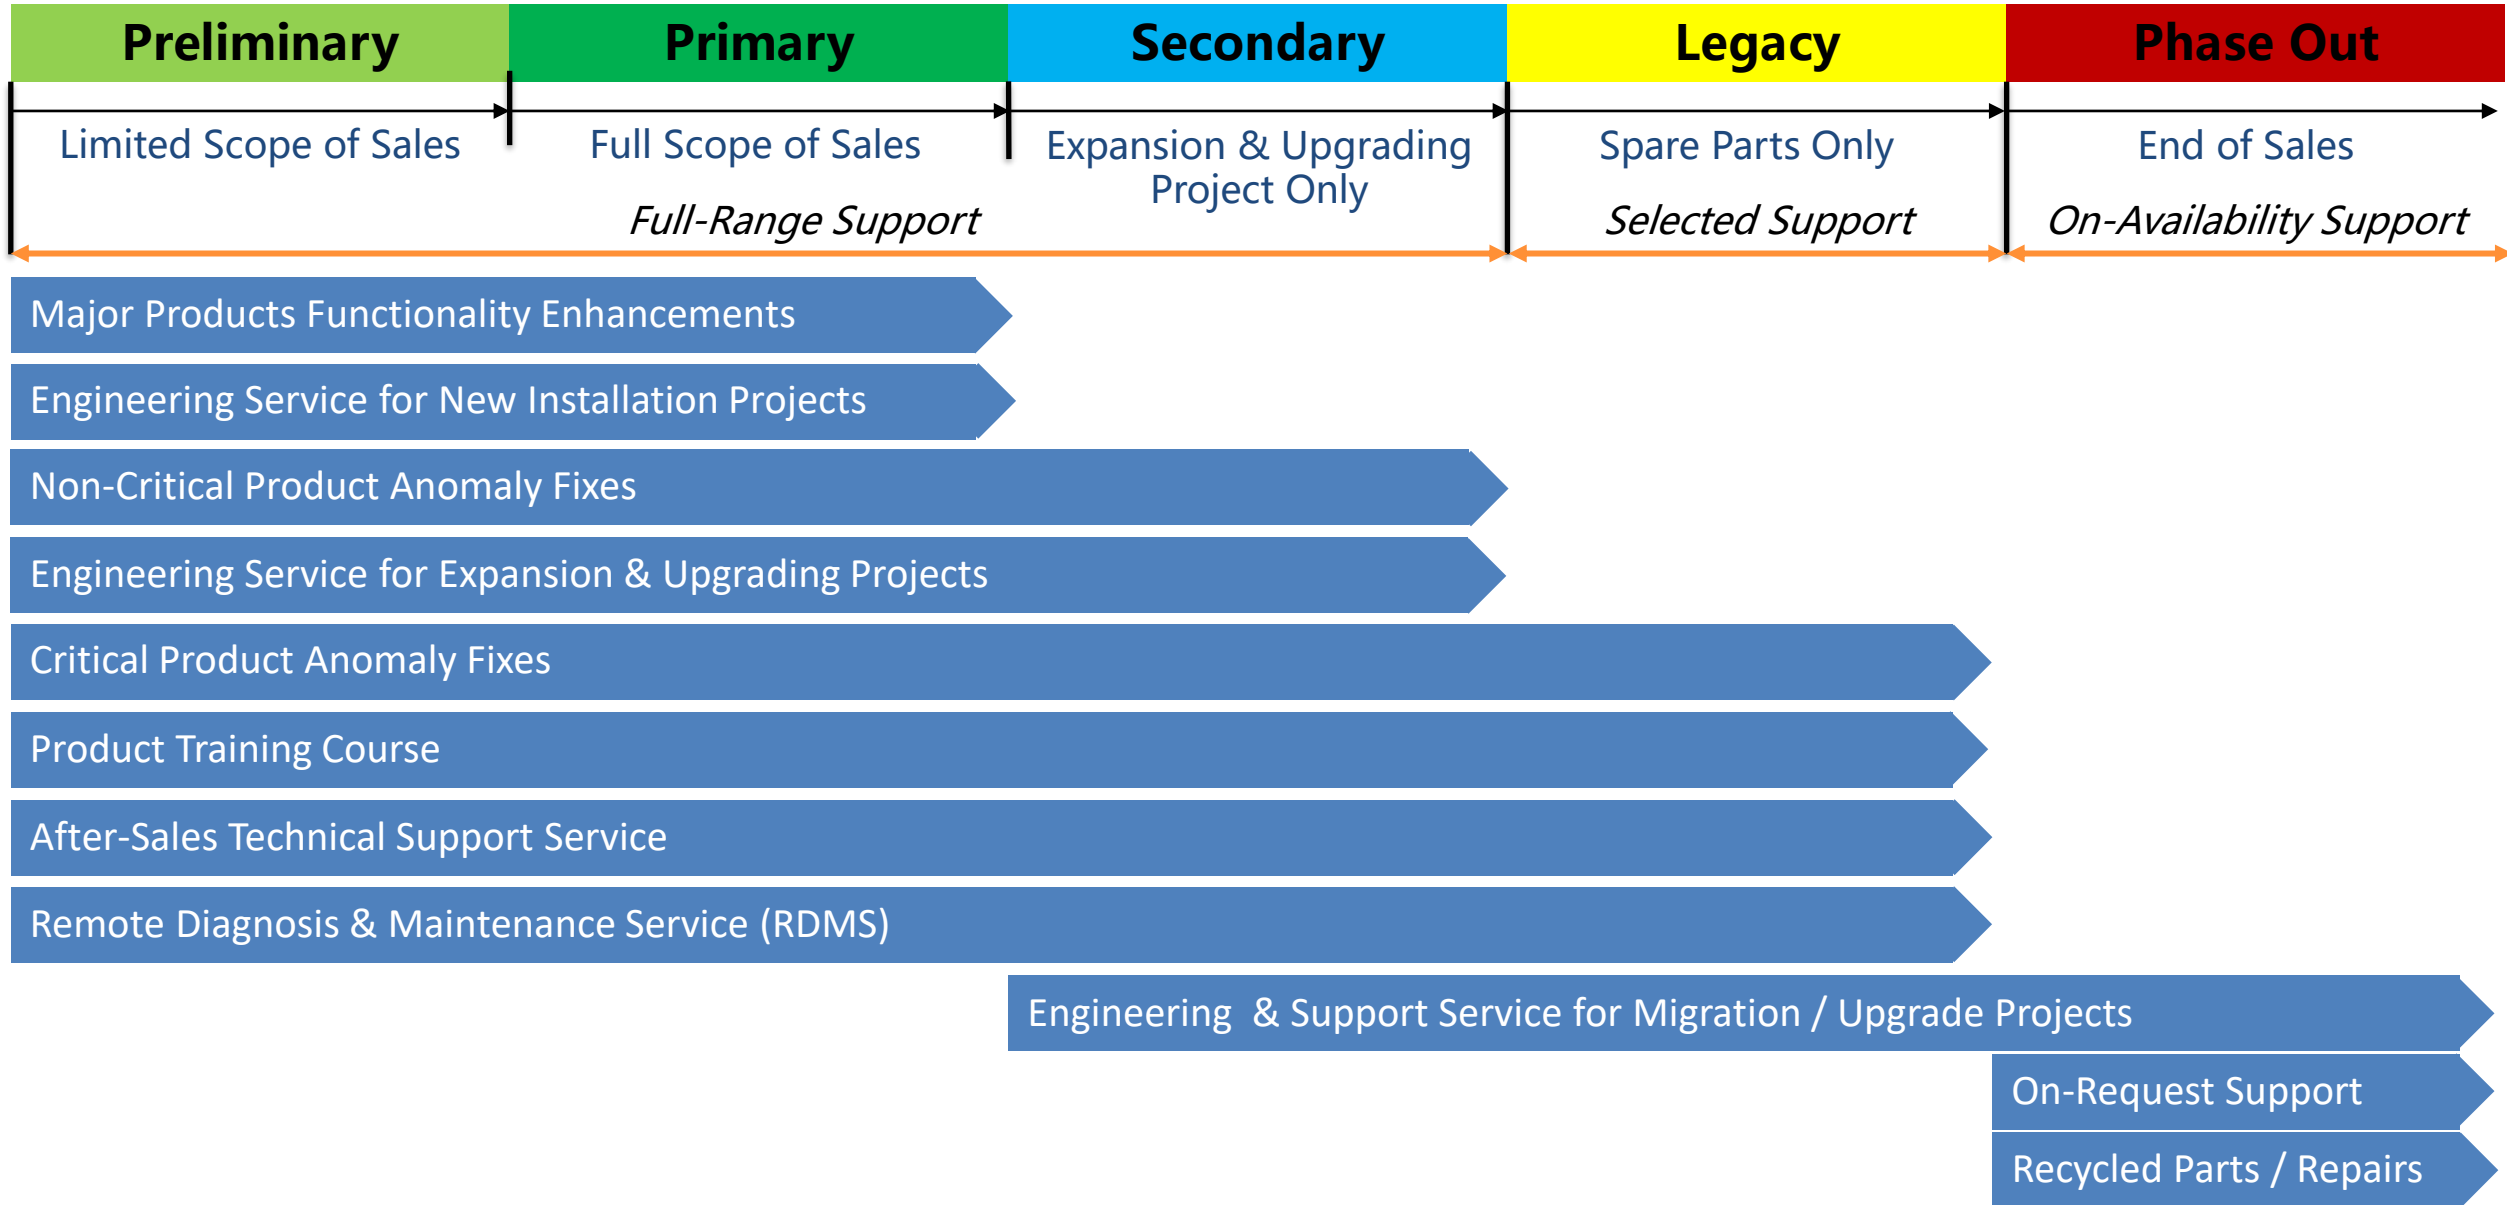 Preliminary
Primary
Secondary
Legacy
Phase Out
Limited Scope of Sales
Full Scope of Sales
Expansion & Upgrading
Project Only
Spare Parts Only
End of Sales
Full-Range Support
Selected Support
On-Availability Support
Major Products Functionality Enhancements
Engineering Service for New Installation Projects
Non-Critical Product Anomaly Fixes
Engineering Service for Expansion & Upgrading Projects
Critical Product Anomaly Fixes
Product Training Course
After-Sales Technical Support Service
Remote Diagnosis & Maintenance Service (RDMS)
Engineering & Support Service for Migration / Upgrade Projects
On-Request Support
Recycled Parts / Repairs